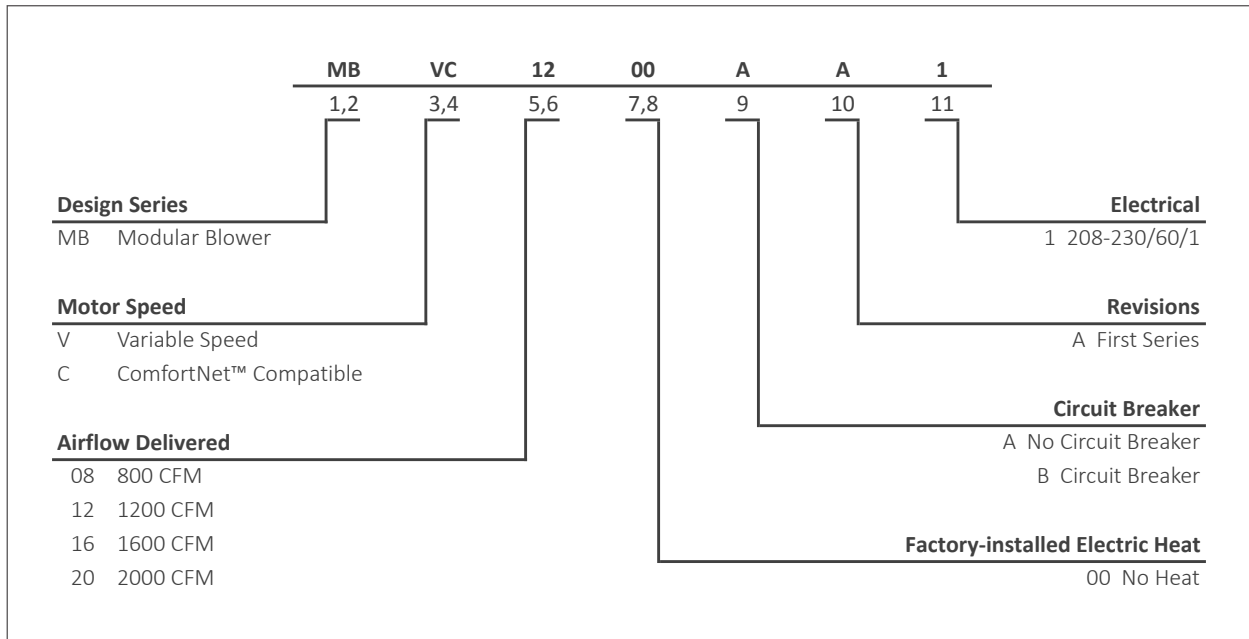 MB VC 12 00 A A 1
1,2 3,4 5,6 7,8 9 10 11
Design Series
MB Modular Blower
Motor Speed
V Variable Speed
C ComfortNet™ Compatible
Airflow Delivered
08 800 CFM
12 1200 CFM
16 1600 CFM
20 2000 CFM
Electrical
1 208-230/60/1
Revisions
A First Series
Circuit Breaker
A No Circuit Breaker
B Circuit Breaker
Factory-installed Electric Heat
00 No Heat